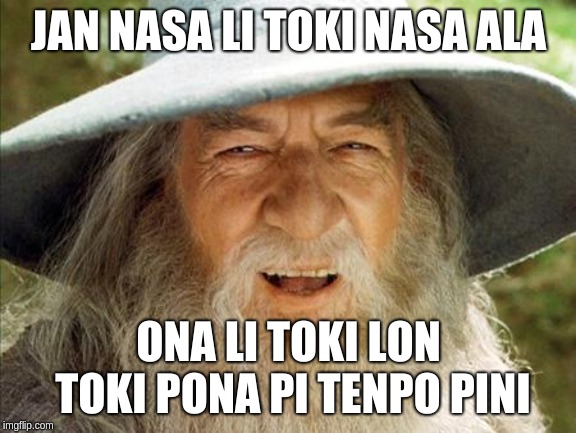 JAN NASA LI TOKI NASA ALA
ONA LI TOKI LON
TOKI PONA PI TENPO PINI
imgflip.com